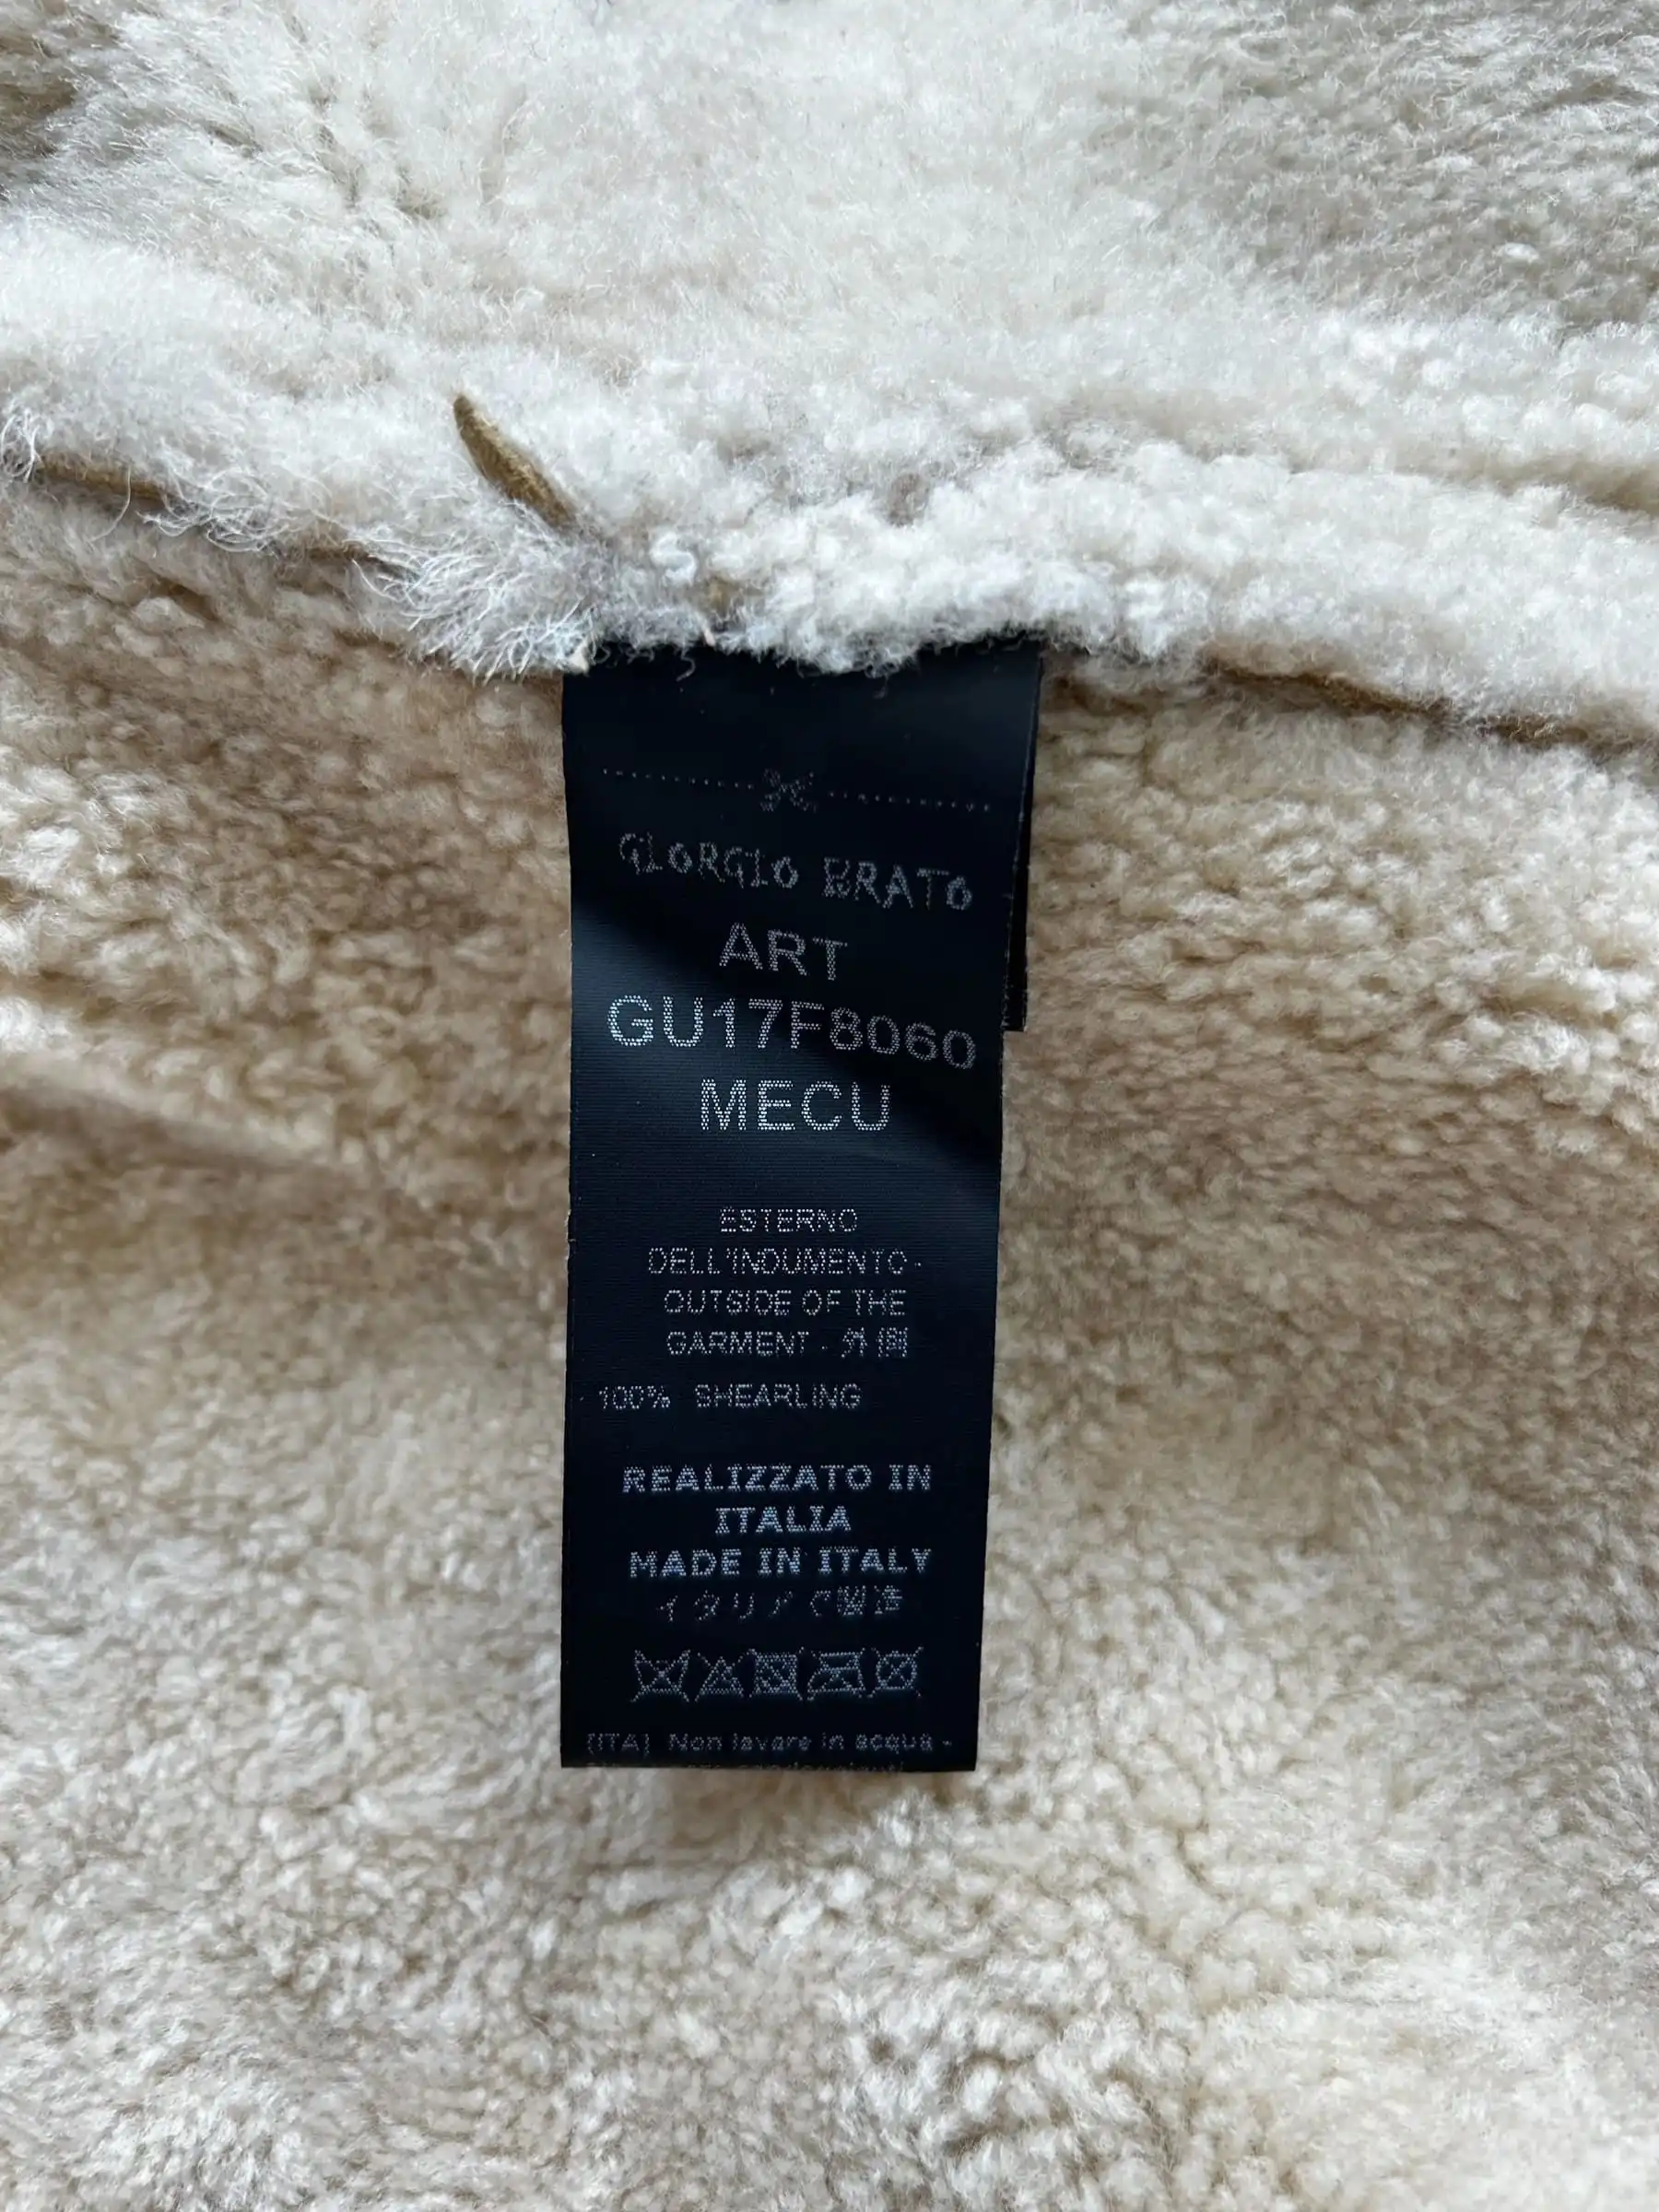 GIORGIO BRATO
ART
GU17F8060
MECU
ESTERNO
DELL'INDUMENTO -
OUTSIDE OF THE
GARMENT - 外側
100% SHEARLING
REALIZZATO IN
ITALIA
MADE IN ITALY
イタリアで製造
[ITA] Non lavare in acqua -